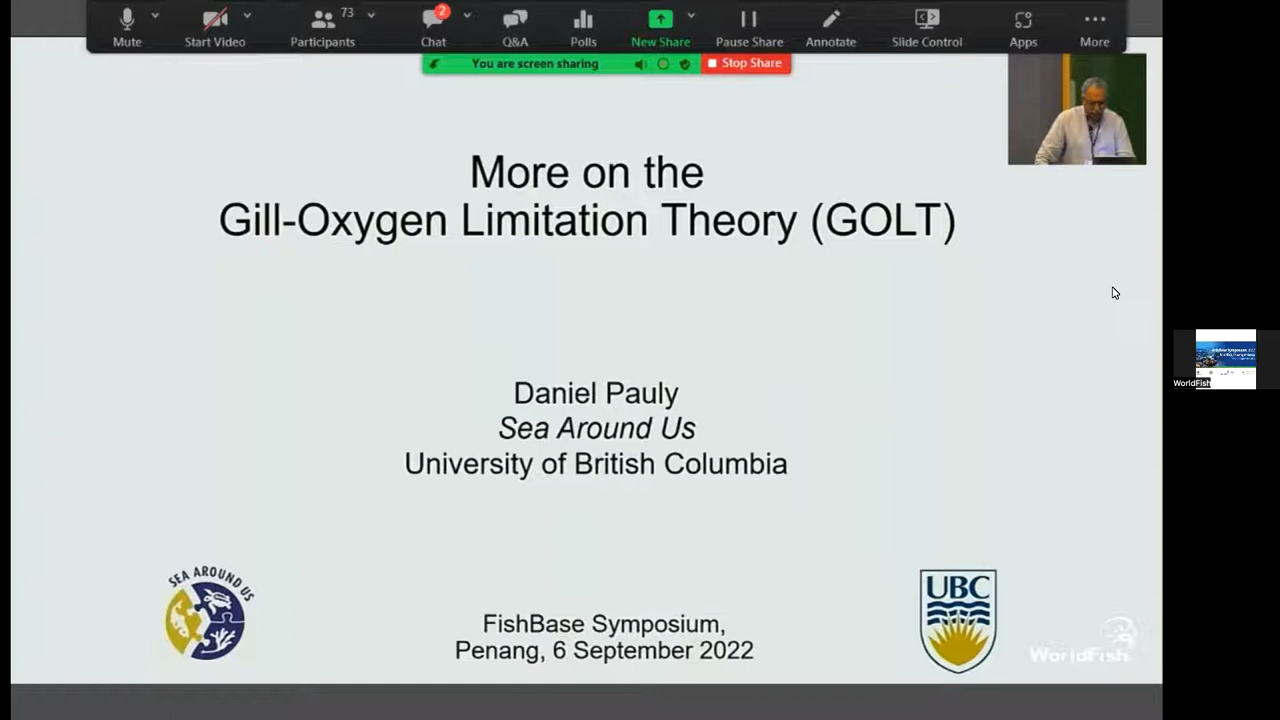 Mute
Start Video
Participants
73
Chat
2
Q&A
Polls
New Share
Pause Share
Annotate
Slide Control
Apps
More
You are screen sharing
Stop Share
More on the
Gill-Oxygen Limitation Theory (GOLT)
Daniel Pauly
Sea Around Us
University of British Columbia
SEA AROUND US
FishBase Symposium,
Penang, 6 September 2022
UBC
WorldFish
WorldFish